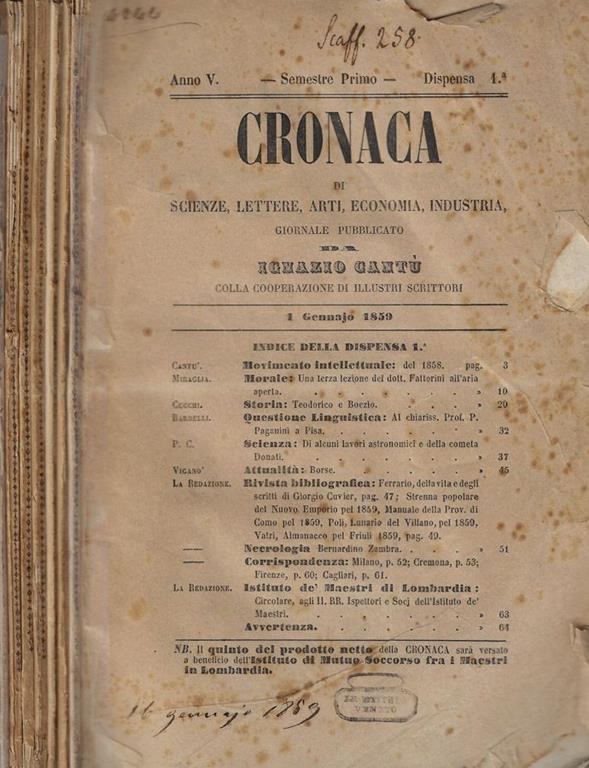 Scaff. 258.
Anno V. — Semestre Primo — Dispensa 1.ª
CRONACA
DI
SCIENZE, LETTERE, ARTI, ECONOMIA, INDUSTRIA,
GIORNALE PUBBLICATO
DA
IGNAZIO CANTÙ
COLLA COOPERAZIONE DI ILLUSTRI SCRITTORI
1 Gennajo 1859
INDICE DELLA DISPENSA 1.ª
CANTU'. Movimento intellettuale: del 1858. pag. 3
MIRAGLIA. Morale: Una terza lezione del dott. Fattorini all'aria
aperta. . . . . . . . » 10
CUCCHI. Storia: Teodorico e Boezio. . . . . . » 20
BARDELLI. Questione Linguistica: Al chiariss. Prof. P.
Paganini a Pisa. . . . . . . » 32
P. C. Scienza: Di alcuni lavori astronomici e della cometa
Donati. . . . . . . . » 37
VIGANO' Attualità: Borse. . . . . . . » 45
LA REDAZIONE. Rivista bibliografica: Ferrario, della vita e degli
scritti di Giorgio Cuvier, pag. 47; Strenna popolare
del Nuovo Emporio pel 1859, Manuale della Prov. di
Como pel 1859, Poli, Lunario del Villano, pel 1859,
Vatri, Almanacco pel Friuli 1859, pag. 49.
—— Necrologia Bernardino Zambra. . . . » 51
—— Corrispondenza: Milano, p. 52; Cremona, p. 53;
Firenze, p. 60; Cagliari, p. 61.
LA REDAZIONE. Istituto de' Maestri di Lombardia:
Circolare, agli II. RR. Ispettori e Socj dell'Istituto de'
Maestri. . . . . . . . » 63
Avvertenza. . . . . . . » 64
NB. Il quinto del prodotto netto della CRONACA sarà versato
a beneficio dell'Istituto di Mutuo Soccorso fra i Maestri
in Lombardia.
16 gennajo 1859